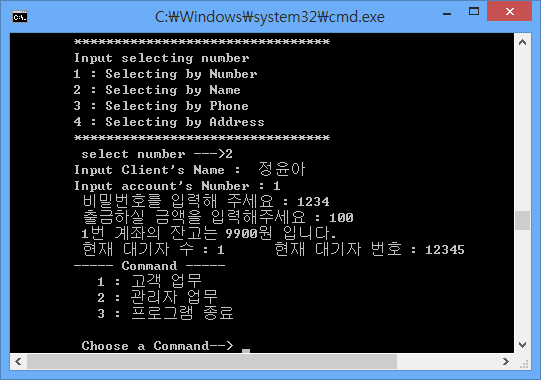 C:₩Windows₩system32₩cmd.exe
********************************
Input selecting number
1 : Selecting by Number
2 : Selecting by Name
3 : Selecting by Phone
4 : Selecting by Address
********************************
select number --->2
Input Client's Name : 정윤아
Input account's Number : 1
비밀번호를 입력해 주세요 : 1234
출금하실 금액을 입력해주세요 : 100
1번 계좌의 잔고는 9900원 입니다.
현재 대기자 수 : 1 현재 대기자 번호 : 12345
----- Command -----
1 : 고객 업무
2 : 관리자 업무
3 : 프로그램 종료
Choose a Command-->